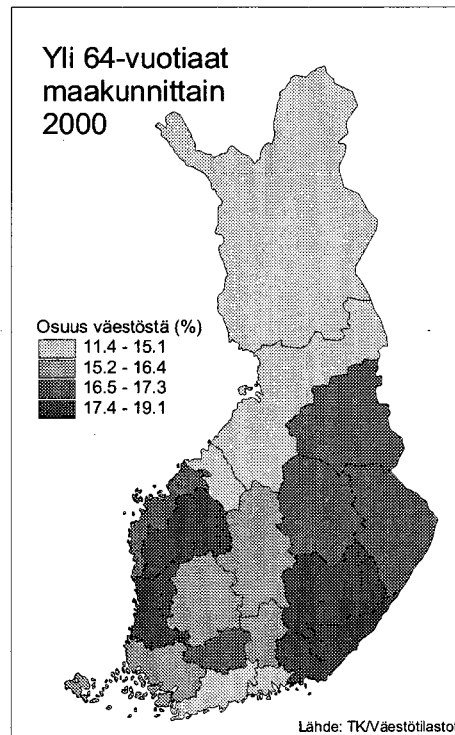 Yli 64-vuotiaat
maakunnittain
2000
Osuus väestöstä (%)
11.4 - 15.1
15.2 - 16.4
16.5 - 17.3
17.4 - 19.1
Lähde: TK/Väestötilastot